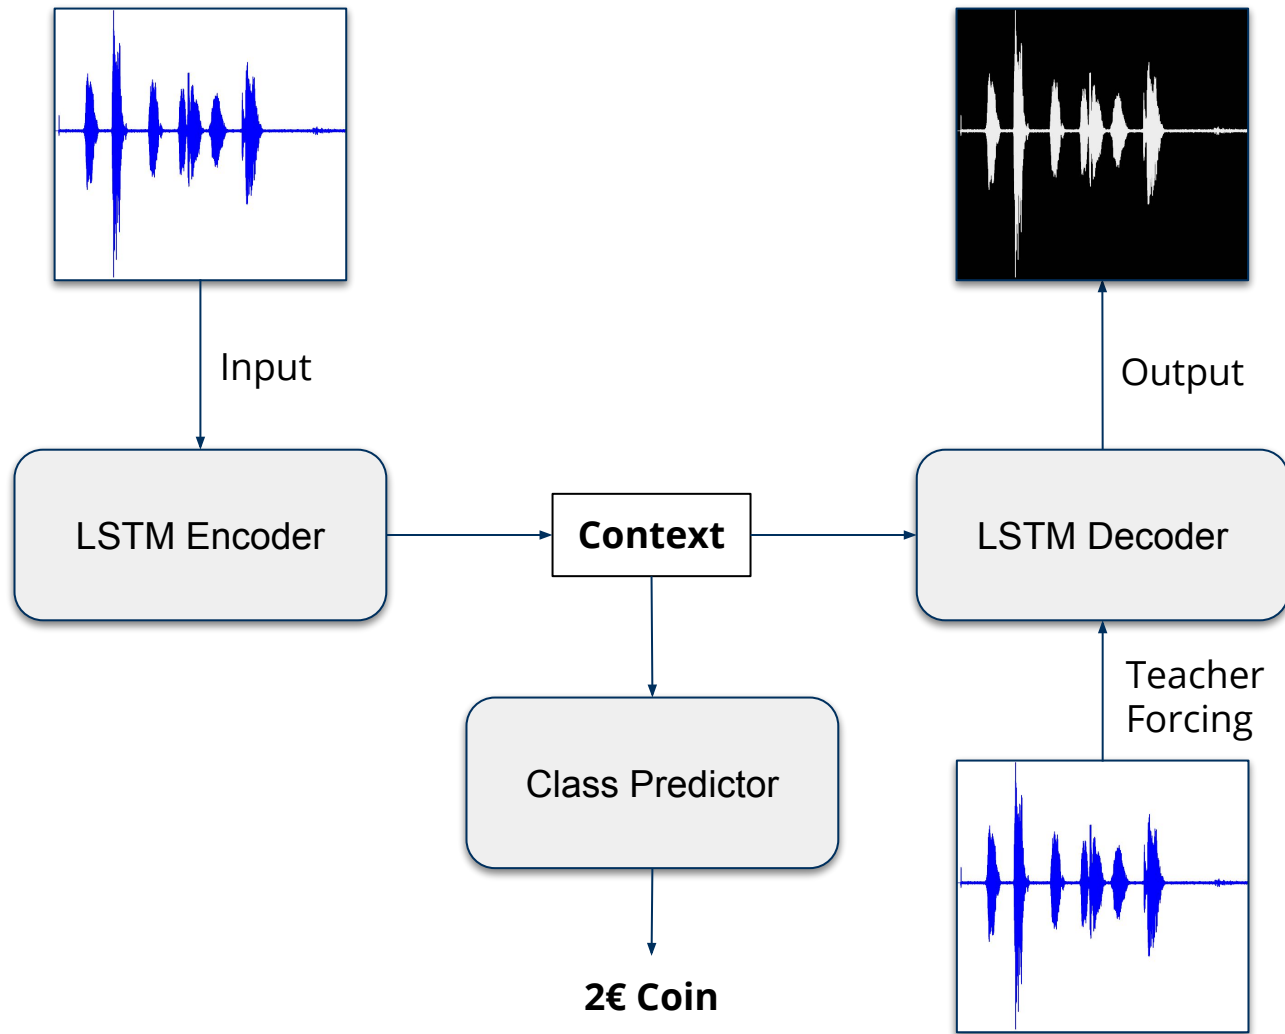 Input
Output
LSTM Encoder
Context
LSTM Decoder
Teacher
Forcing
Class Predictor
2€ Coin